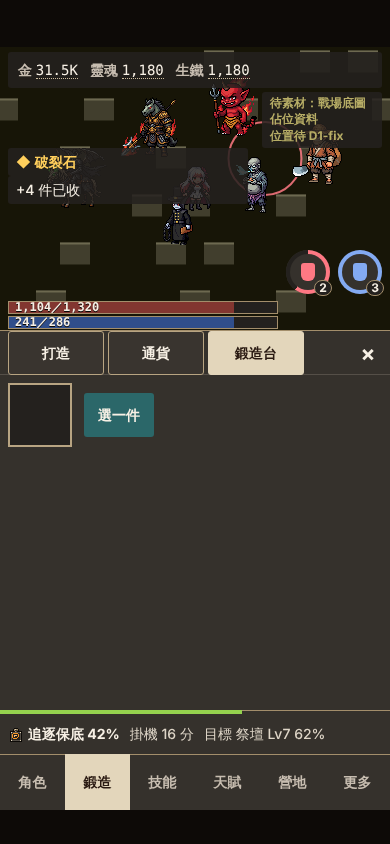 金 31.5K 靈魂 1,180 生鐵 1,180
待素材：戰場底圖
佔位資料
位置待 D1-fix
◆ 破裂石
+4 件已收
2
3
1,104／1,320
241／286
打造 通貨 鍛造台 ×
選一件
追逐保底 42% 掛機 16 分 目標 祭壇 Lv7 62%
角色 鍛造 技能 天賦 營地 更多